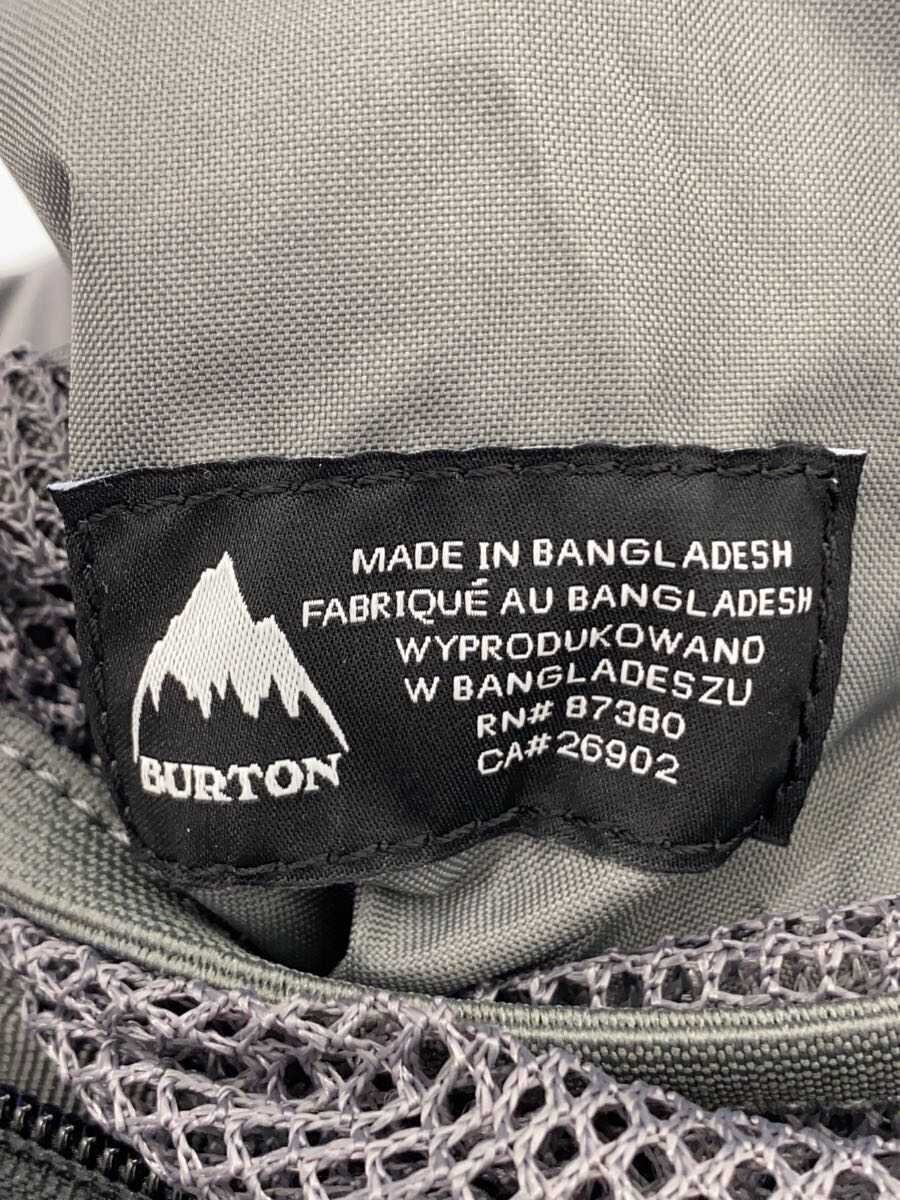 MADE IN BANGLADESH
FABRIQUÉ AU BANGLADESH
WYPRODUKOWANO
W BANGLADESZU
RN# 87380
CA# 26902
BURTON